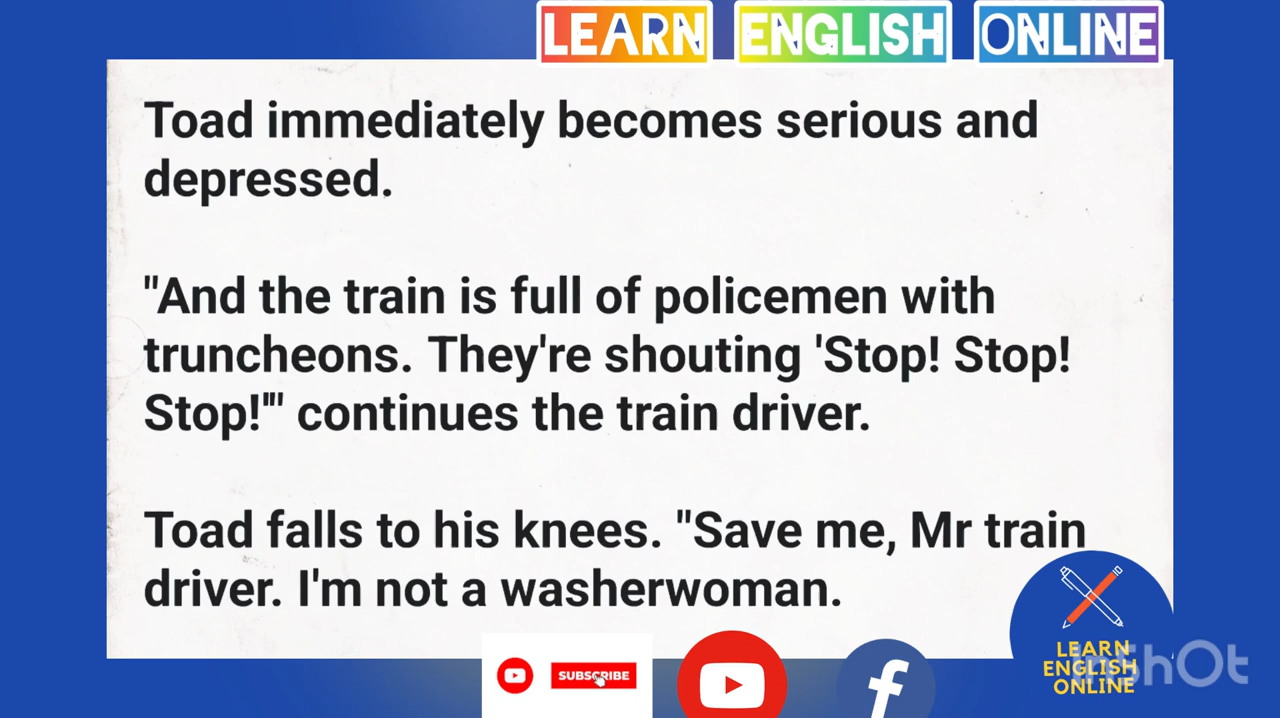 LEARN ENGLISH ONLINE
Toad immediately becomes serious and
depressed.
"And the train is full of policemen with
truncheons. They're shouting 'Stop! Stop!
Stop!'" continues the train driver.
Toad falls to his knees. "Save me, Mr train
driver. I'm not a washerwoman.
SUBSCRIBE
LEARN
ENGLISH
ONLINE
InShOt